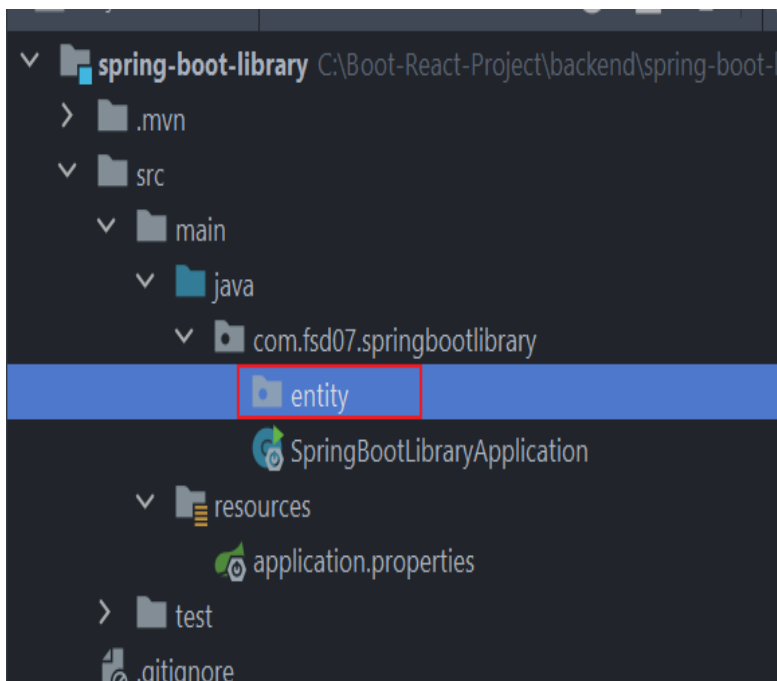 spring-boot-library C:\Boot-React-Project\backend\spring-boot-
.mvn
src
main
java
com.fsd07.springbootlibrary
entity
SpringBootLibraryApplication
resources
application.properties
test
.gitignore